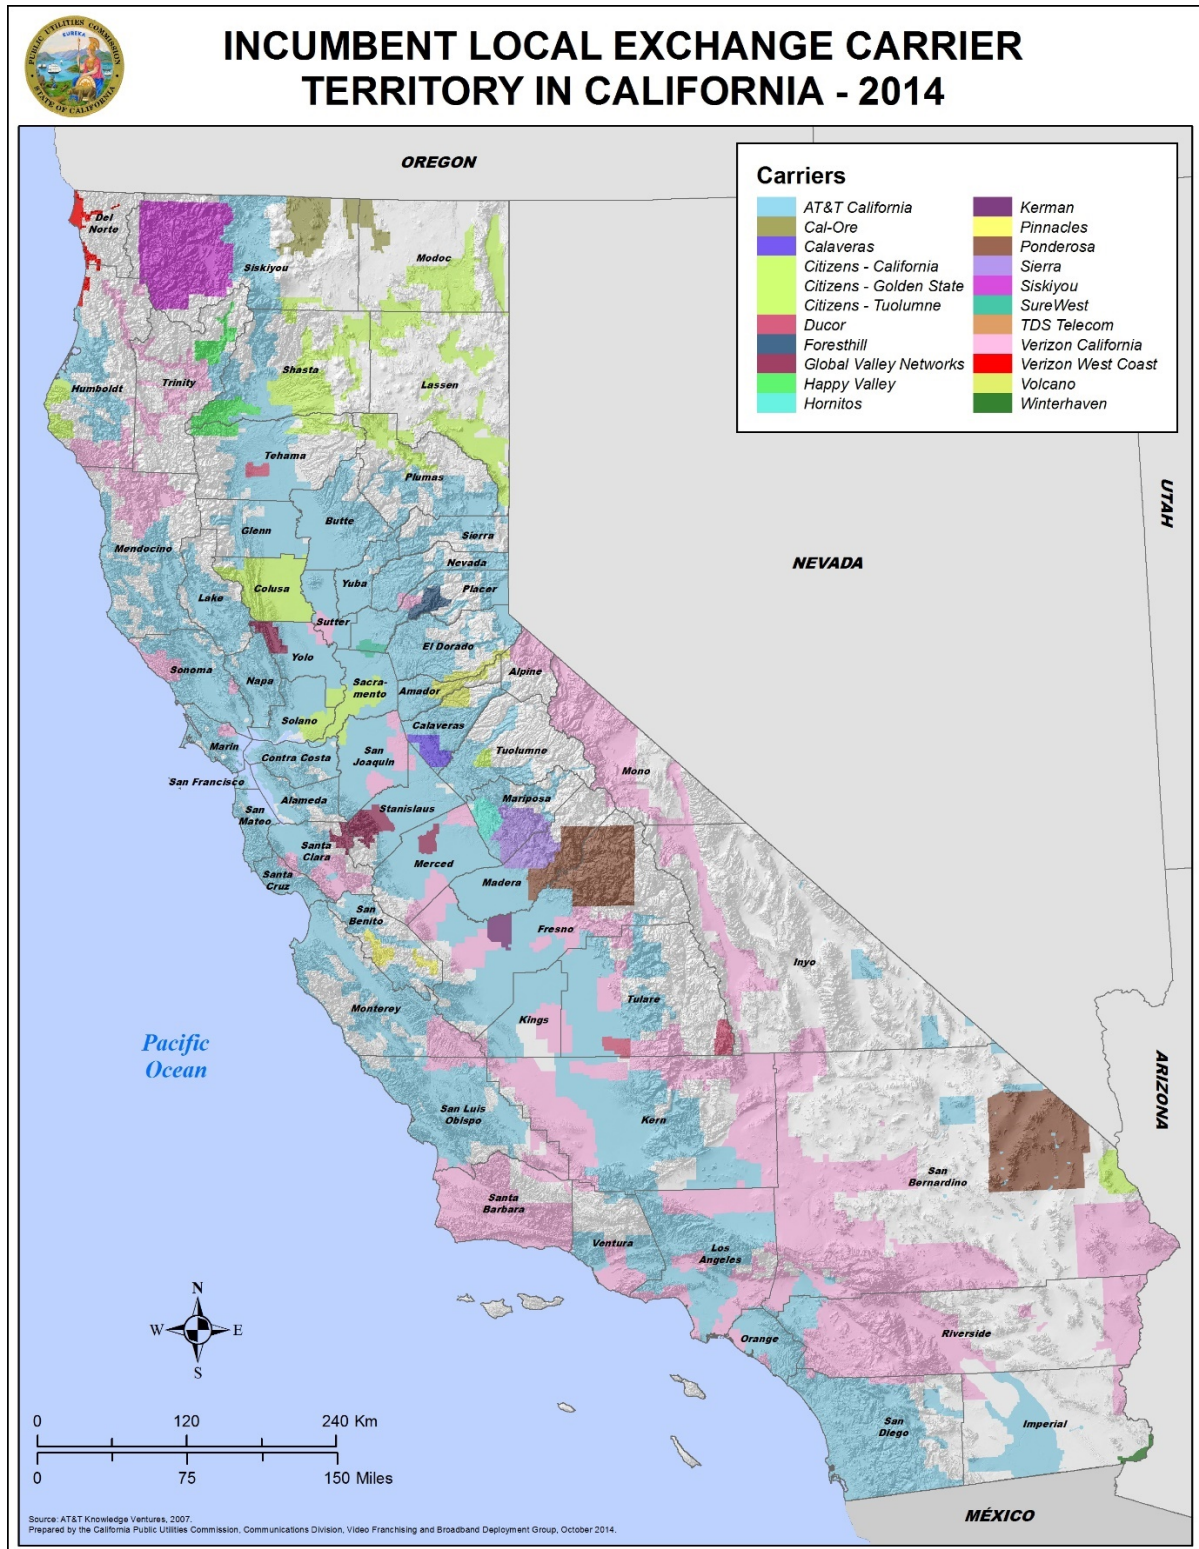 INCUMBENT LOCAL EXCHANGE CARRIER
TERRITORY IN CALIFORNIA - 2014
PUBLIC UTILITIES COMMISSION
EUREKA
STATE OF CALIFORNIA
OREGON
Carriers
AT&T California
Cal-Ore
Calaveras
Citizens - California
Citizens - Golden State
Citizens - Tuolumne
Ducor
Foresthill
Global Valley Networks
Happy Valley
Hornitos
Kerman
Pinnacles
Ponderosa
Sierra
Siskiyou
SureWest
TDS Telecom
Verizon California
Verizon West Coast
Volcano
Winterhaven
Del
Norte
Siskiyou
Modoc
Humboldt
Trinity
Shasta
Lassen
Tehama
Plumas
UTAH
Glenn
Butte
Sierra
Mendocino
Nevada
NEVADA
Lake
Colusa
Yuba
Placer
Sutter
Sonoma
Napa
Yolo
El Dorado
Alpine
Sacra-
mento
Amador
Solano
Calaveras
Marin
Contra Costa
San
Joaquin
Tuolumne
Mono
San Francisco
Alameda
San
Mateo
Stanislaus
Mariposa
Santa
Clara
Merced
Santa
Cruz
Madera
San
Benito
Fresno
Inyo
Monterey
Kings
Tulare
Pacific
Ocean
ARIZONA
San Luis
Obispo
Kern
San
Bernardino
Santa
Barbara
Ventura
Los
Angeles
Orange
Riverside
San
Diego
Imperial
N
W
E
S
0 120 240 Km
0 75 150 Miles
MÉXICO
Source: AT&T Knowledge Ventures, 2007.
Prepared by the California Public Utilities Commission, Communications Division, Video Franchising and Broadband Deployment Group, October 2014.